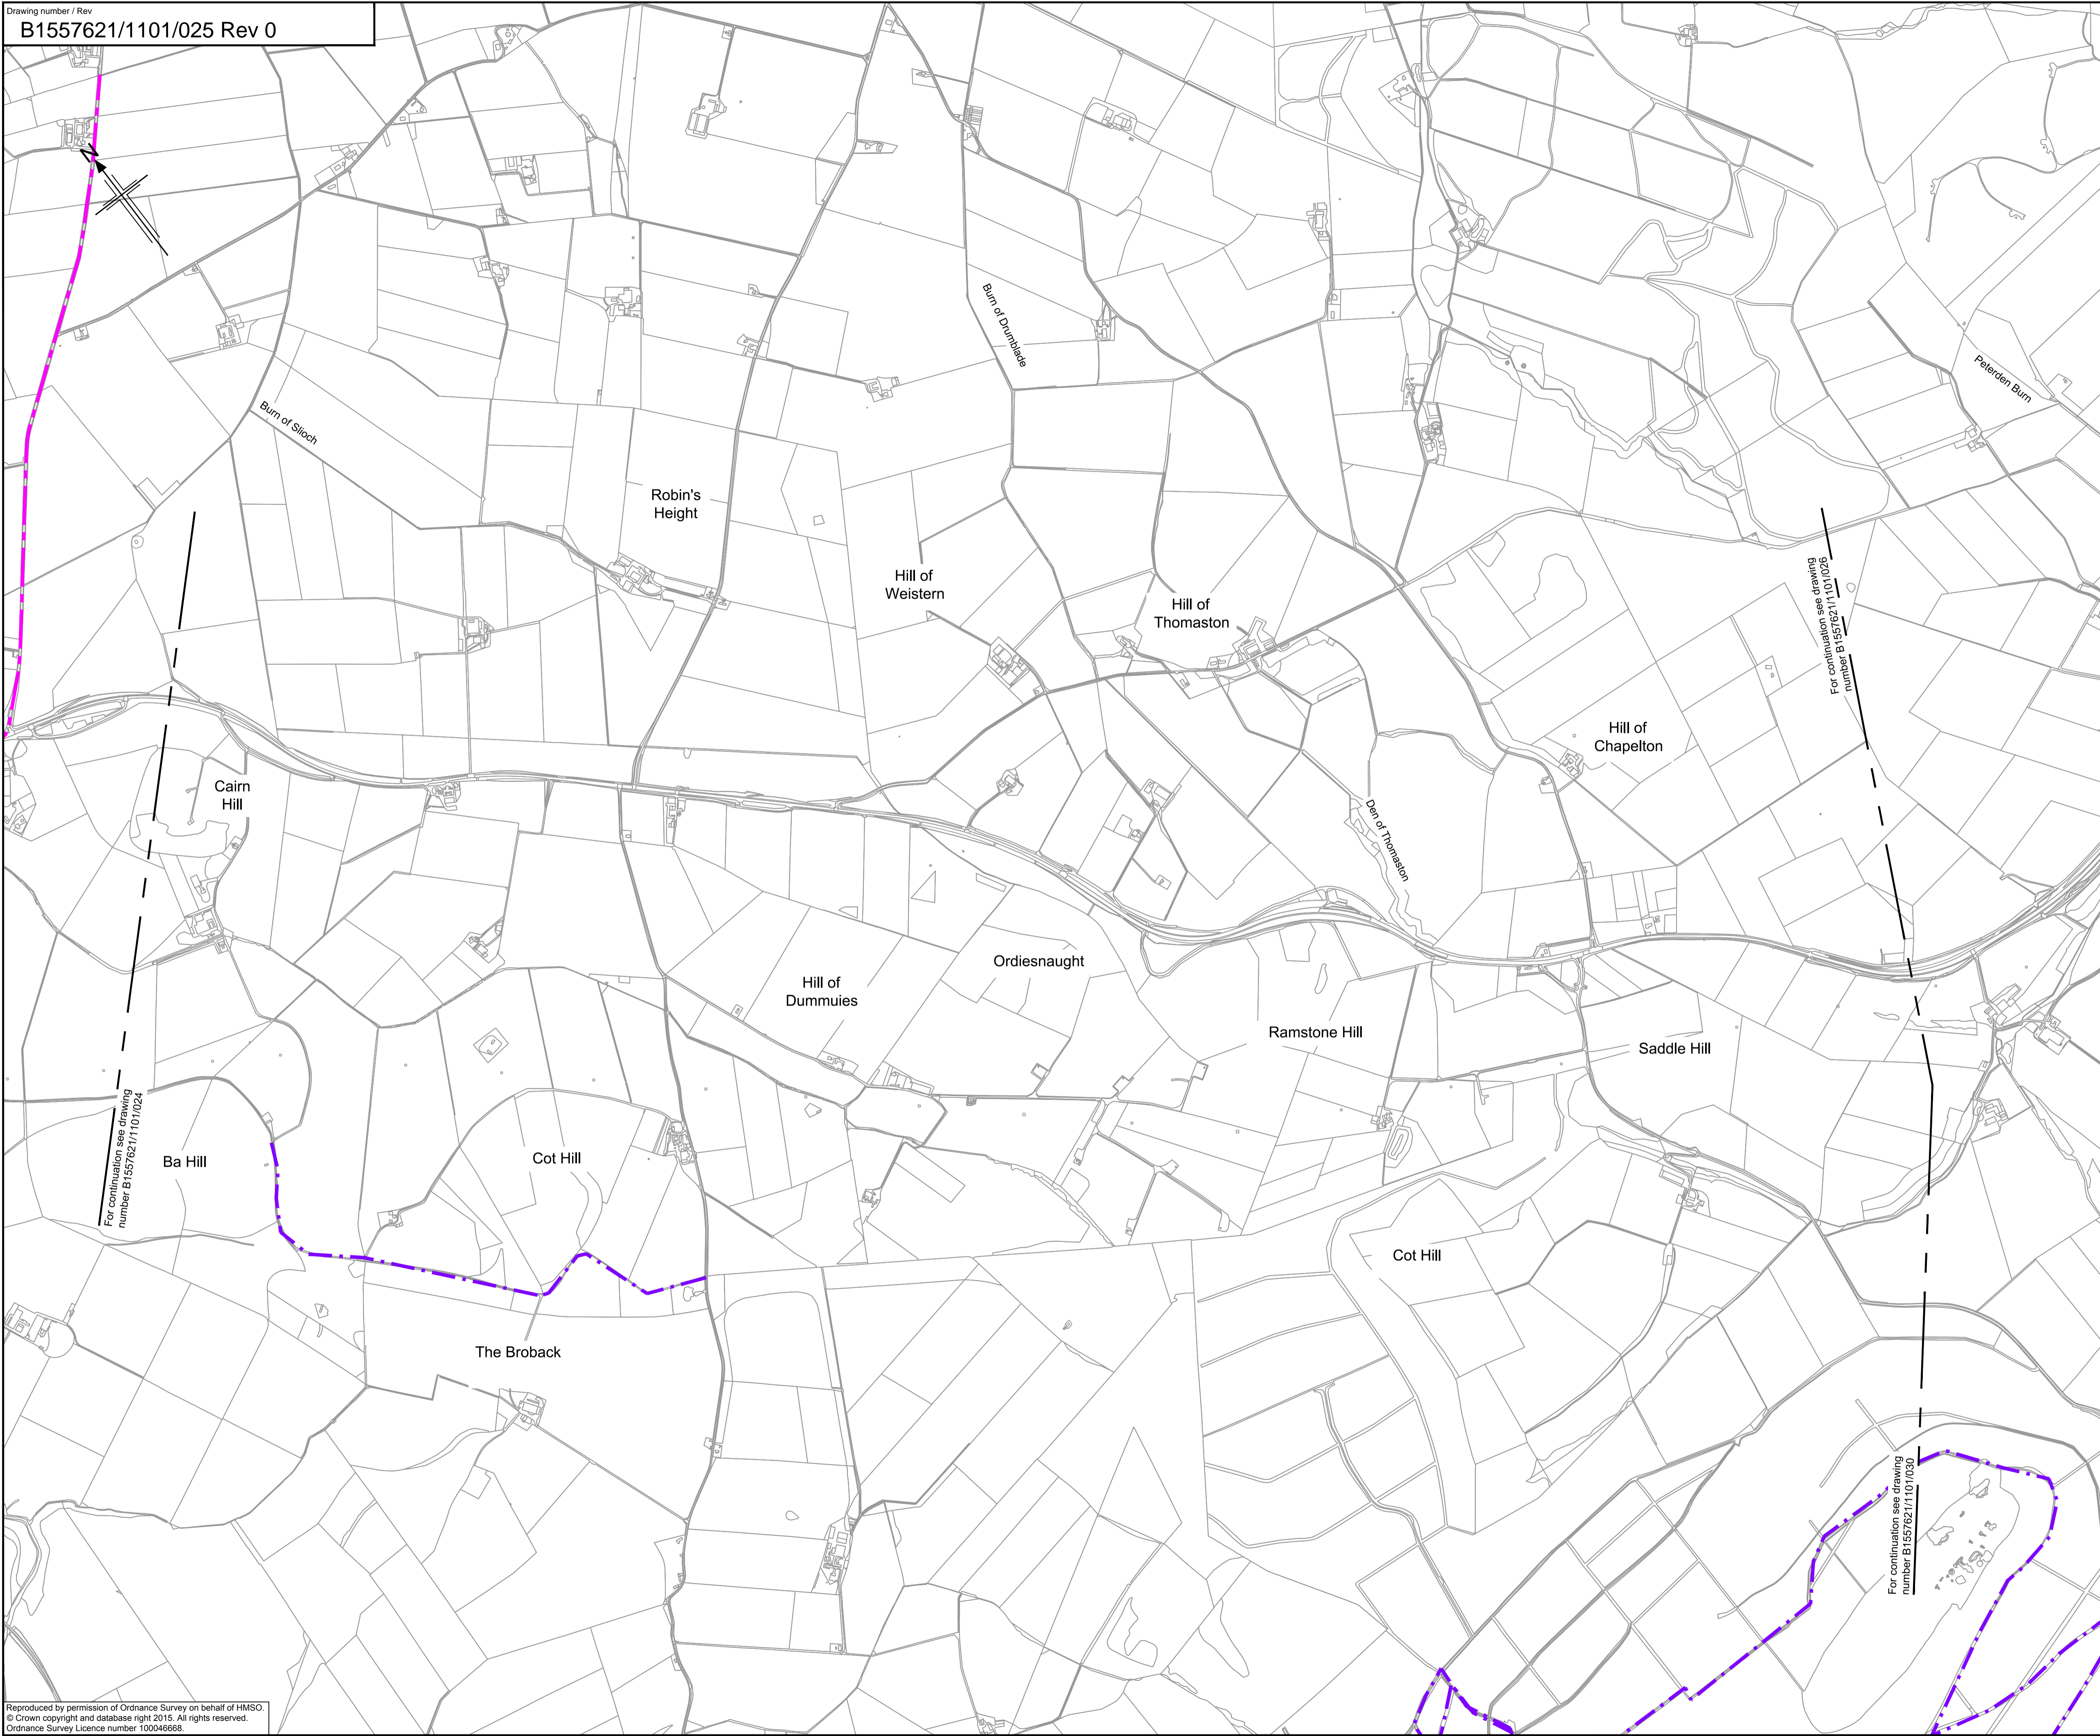 Drawing number / Rev
B1557621/1101/025 Rev 0
N
Burn of Drumblade
Peterden Burn
Burn of Slioch
Robin's
Height
Hill of
Weistern
Hill of
Thomaston
For continuation see drawing
number B1557621/1101/026
Hill of
Chapelton
Cairn
Hill
Den of Thomaston
Ordiesnaught
Hill of
Dummuies
Ramstone Hill
Saddle Hill
For continuation see drawing
number B1557621/1101/024
Ba Hill
Cot Hill
Cot Hill
The Broback
For continuation see drawing
number B1557621/1101/030
Reproduced by permission of Ordnance Survey on behalf of HMSO.
© Crown copyright and database right 2015. All rights reserved.
Ordnance Survey Licence number 100046668.